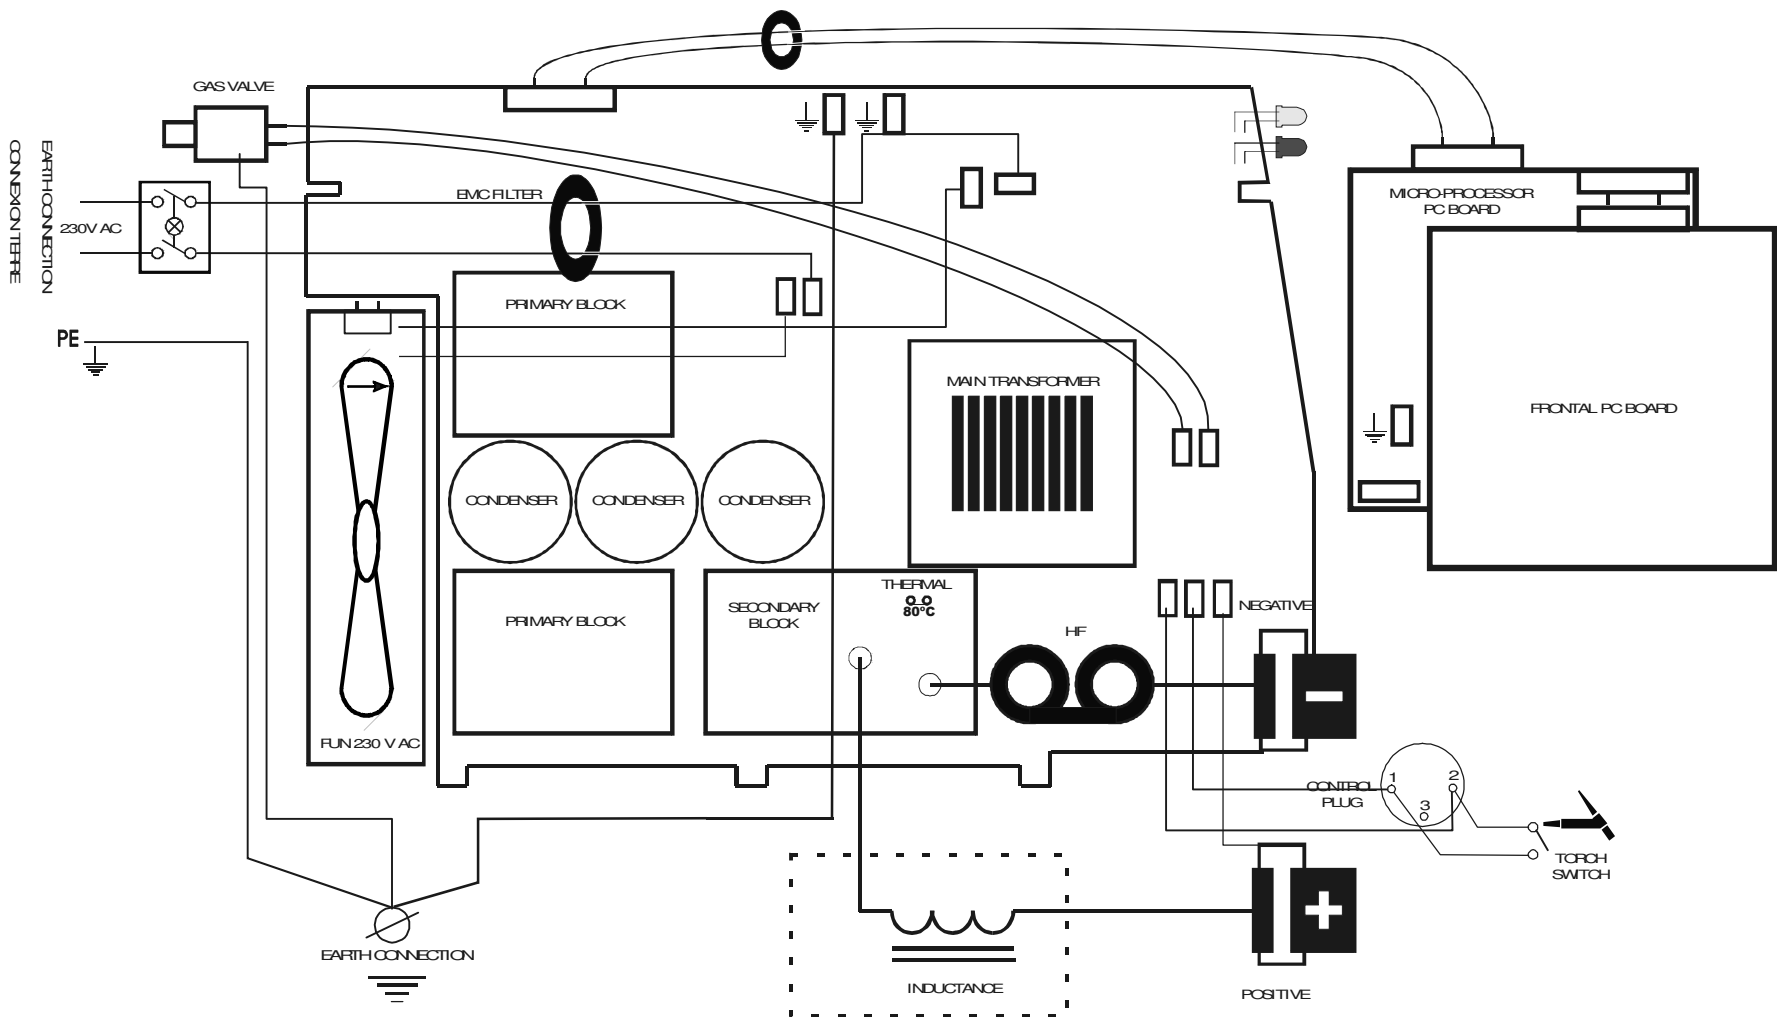 GAS VALVE
EARTH CONNECTION
CONNEXION TERRE
230V AC
EMC FILTER
MICRO-PROCESSOR
PC BOARD
PRIMARY BLOCK
PE
MAIN TRANSFORMER
FRONTAL PC BOARD
CONDENSER
CONDENSER
CONDENSER
THERMAL
80°C
SECONDARY
BLOCK
PRIMARY BLOCK
NEGATIVE
HF
FUN 230 V AC
CONTROL
PLUG
1
2
3
TORCH
SWITCH
EARTH CONNECTION
INDUCTANCE
POSITIVE